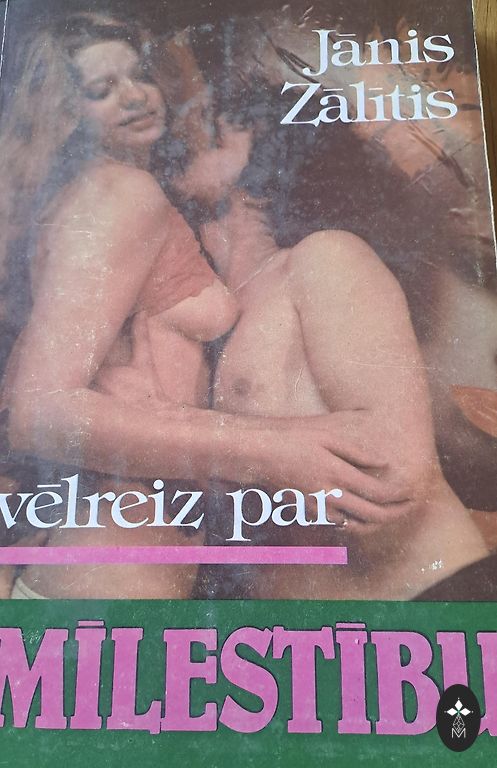 Jānis
Zālītis
vēlreiz par
MĪLESTĪBU
M